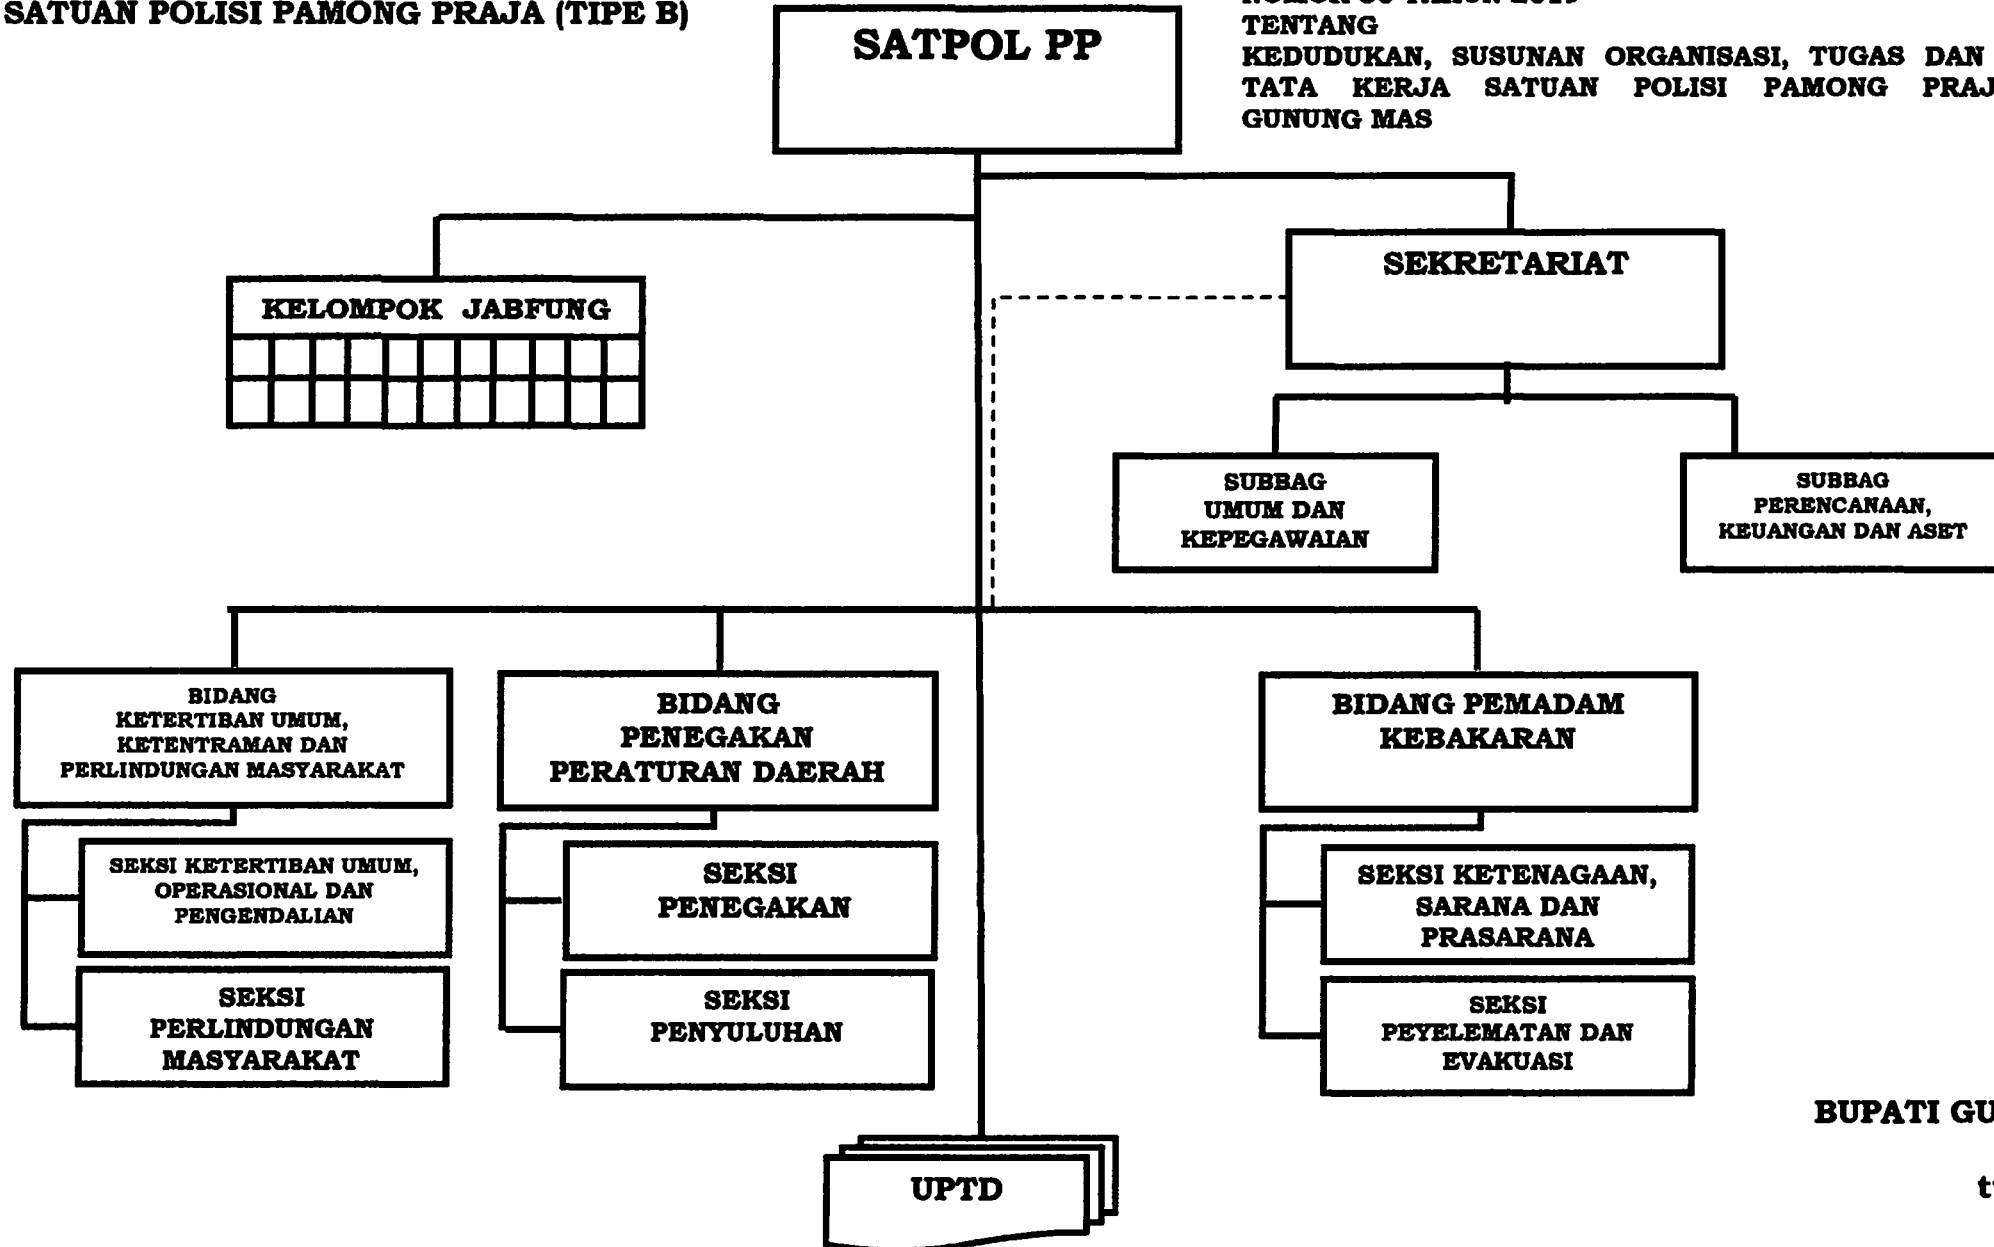 SATUAN POLISI PAMONG PRAJA (TIPE B)
SATPOL PP
TENTANG
KEDUDUKAN, SUSUNAN ORGANISASI, TUGAS DAN
TATA KERJA SATUAN POLISI PAMONG
GUNUNG MAS
KELOMPOK JABFUNG
SEKRETARIAT
SUBBAG
UMUM DAN
KEPEGAWAIAN
SUBBAG
PERENCANAAN,
KEUANGAN DAN ASET
BIDANG
KETERTIBAN UMUM,
KETENTRAMAN DAN
PERLINDUNGAN MASYARAKAT
BIDANG
PENEGAKAN
PERATURAN DAERAH
BIDANG PEMADAM
KEBAKARAN
SEKSI KETERTIBAN UMUM,
OPERASIONAL DAN
PENGENDALIAN
SEKSI
PENEGAKAN
SEKSI KETENAGAAN,
SARANA DAN
PRASARANA
SEKSI
PERLINDUNGAN
MASYARAKAT
SEKSI
PENYULUHAN
SEKSI
PEYELEMATAN DAN
EVAKUASI
BUPATI
UPTD